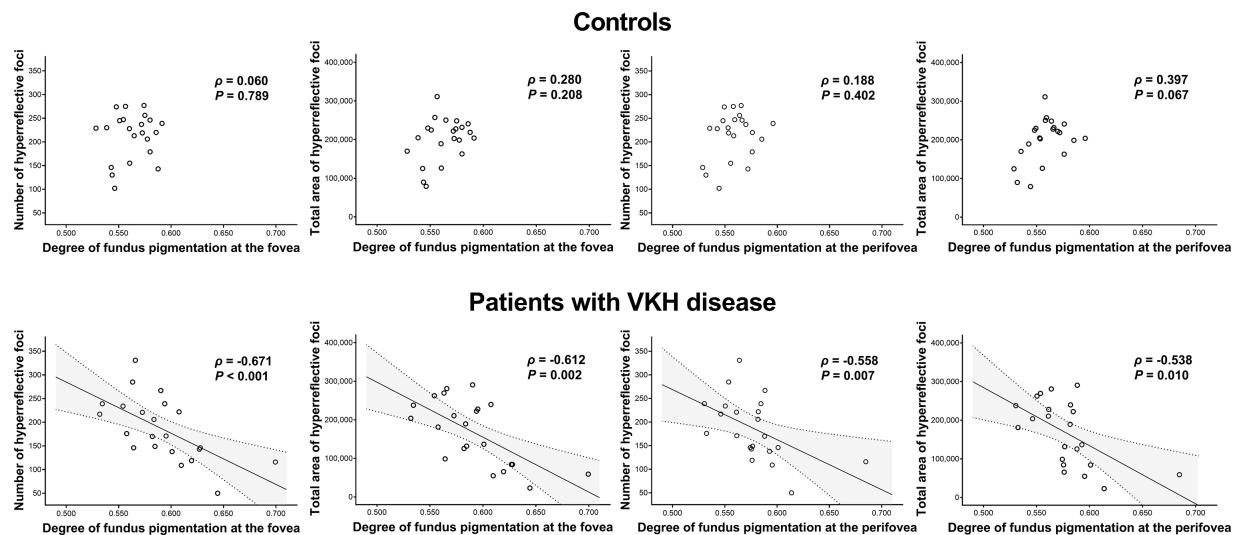 Controls
Number of hyperreflective foci
350
300
250
200
150
100
50
ρ = 0.060
P = 0.789
0.500 0.550 0.600 0.650 0.700
Degree of fundus pigmentation at the fovea
Total area of hyperreflective foci
400,000
300,000
200,000
100,000
0
ρ = 0.280
P = 0.208
0.500 0.550 0.600 0.650 0.700
Degree of fundus pigmentation at the fovea
Number of hyperreflective foci
350
300
250
200
150
100
50
ρ = 0.188
P = 0.402
0.500 0.550 0.600 0.650 0.700
Degree of fundus pigmentation at the perifovea
Total area of hyperreflective foci
400,000
300,000
200,000
100,000
0
ρ = 0.397
P = 0.067
0.500 0.550 0.600 0.650 0.700
Degree of fundus pigmentation at the perifovea
Patients with VKH disease
Number of hyperreflective foci
350
300
250
200
150
100
50
ρ = -0.671
P < 0.001
0.500 0.550 0.600 0.650 0.700
Degree of fundus pigmentation at the fovea
Total area of hyperreflective foci
400,000
300,000
200,000
100,000
0
ρ = -0.612
P = 0.002
0.500 0.550 0.600 0.650 0.700
Degree of fundus pigmentation at the fovea
Number of hyperreflective foci
350
300
250
200
150
100
50
ρ = -0.558
P = 0.007
0.500 0.550 0.600 0.650 0.700
Degree of fundus pigmentation at the perifovea
Total area of hyperreflective foci
400,000
300,000
200,000
100,000
0
ρ = -0.538
P = 0.010
0.500 0.550 0.600 0.650 0.700
Degree of fundus pigmentation at the perifovea